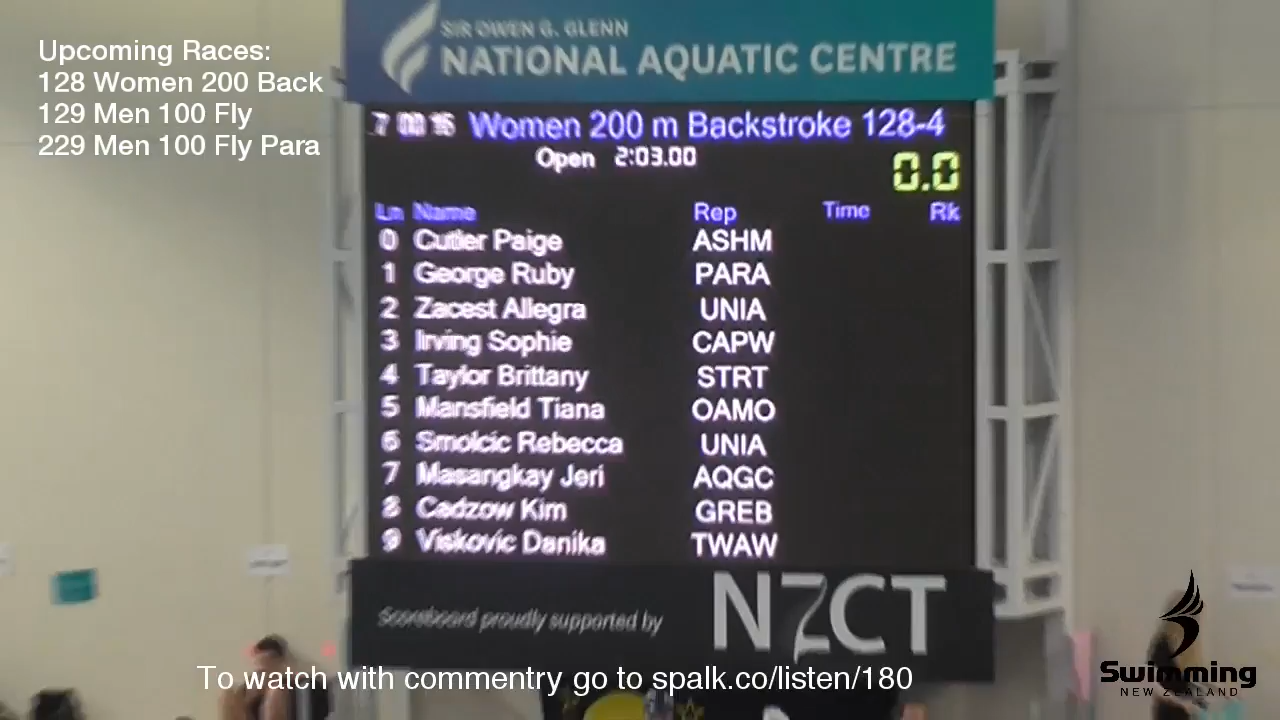 Upcoming Races:
128 Women 200 Back
129 Men 100 Fly
229 Men 100 Fly Para
SIR OWEN G. GLENN
NATIONAL AQUATIC CENTRE
Women 200 m Backstroke 128-4
Open 2:03.00
0.0
Ln Name Rep Time Rk
0 Cutler Paige ASHM
1 George Ruby PARA
2 Zacest Allegra UNIA
3 Irving Sophie CAPW
4 Taylor Brittany STRT
5 Mansfield Tiana OAMO
6 Smolcic Rebecca UNIA
7 Masangkay Jeri AQGC
8 Cadzow Kim GREB
9 Viskovic Danika TWAW
Scoreboard proudly supported by NZCT
To watch with commentry go to spalk.co/listen/180
Swimming
NEW ZEALAND